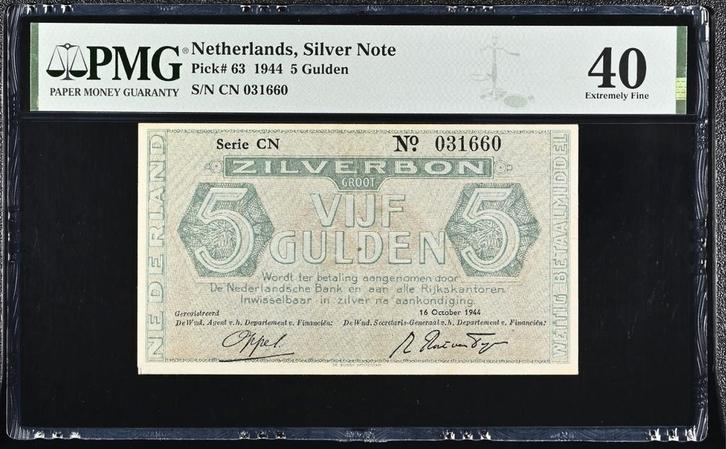 PMG
PAPER MONEY GUARANTY
Netherlands, Silver Note
Pick# 63 1944 5 Gulden
S/N CN 031660
40
Extremely Fine
Serie CN
No 031660
NEDERLAND
ZILVERBON
GROOT
VIJF
GULDEN
5
5
Wordt ter betaling aangenomen door
De Nederlandsche Bank en aan alle Rijkskantoren.
Inwisselbaar in zilver na aankondiging.
Geregistreerd
16 October 1944
De Wnd. Agent v. h. Departement v. Financiën:
De Wnd. Secretaris-Generaal v. h. Departement v. Financiën:
WETTIG BETAALMIDDEL